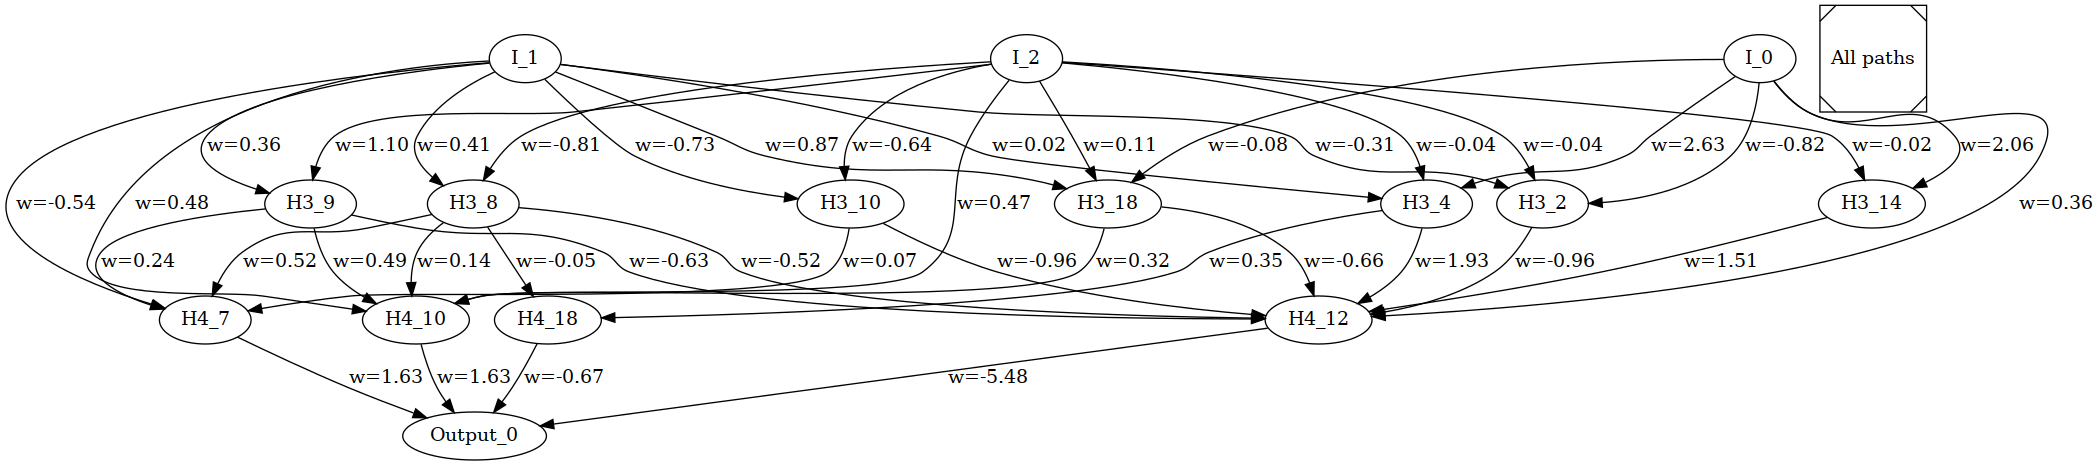 I_1
I_2
I_0
All paths
w=0.36
w=1.10
w=0.41
w=-0.81
w=-0.73
w=0.87
w=-0.64
w=0.02
w=0.11
w=-0.08
w=-0.31
w=-0.04
w=-0.04
w=2.63
w=-0.82
w=-0.02
w=2.06
w=-0.54
w=0.48
H3_9
H3_8
H3_10
w=0.47
H3_18
H3_4
H3_2
H3_14
w=0.36
w=0.24
w=0.52
w=0.49
w=0.14
w=-0.05
w=-0.63
w=-0.52
w=0.07
w=-0.96
w=0.32
w=0.35
w=-0.66
w=1.93
w=-0.96
w=1.51
H4_7
H4_10
H4_18
H4_12
w=1.63
w=1.63
w=-0.67
w=-5.48
Output_0